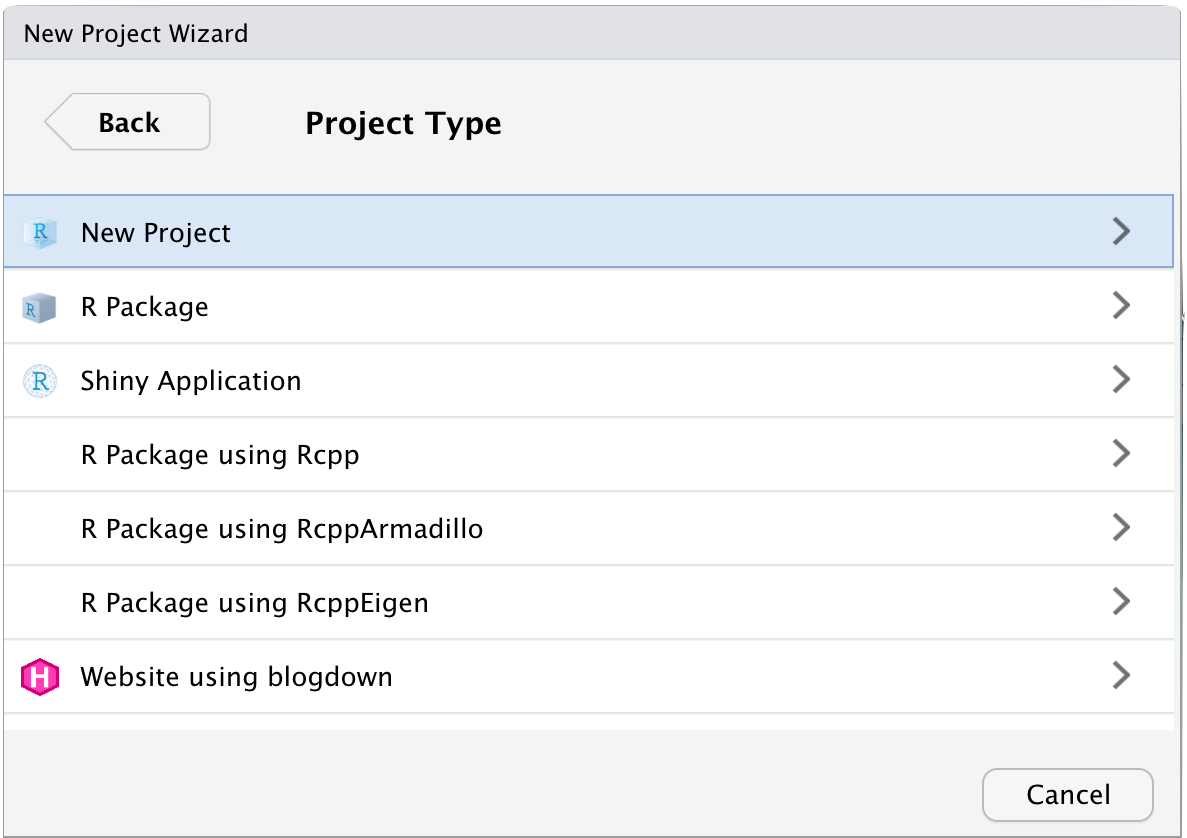 New Project Wizard
Back
Project Type
R New Project
R R Package
R Shiny Application
R Package using Rcpp
R Package using RcppArmadillo
R Package using RcppEigen
H Website using blogdown
Cancel